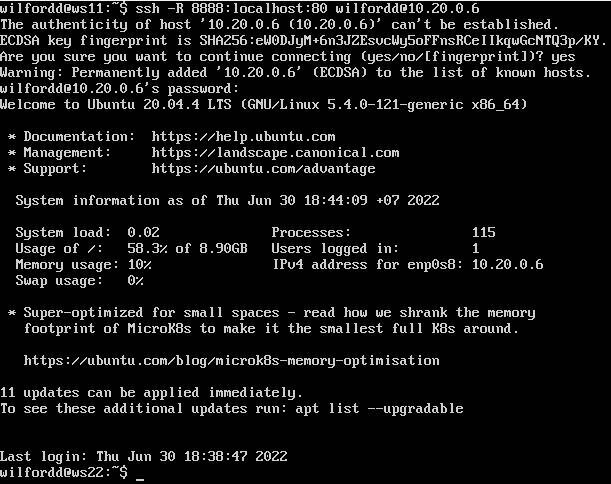 wilfordd@ws11:~$ ssh -R 8888:localhost:80 wilfordd@10.20.0.6
The authenticity of host '10.20.0.6 (10.20.0.6)' can't be established.
ECDSA key fingerprint is SHA256:eW0DJyM+6n3JZEsvcWy5oFFnsRCeIIkqwGcNTQ3p/KY.
Are you sure you want to continue connecting (yes/no/[fingerprint])? yes
Warning: Permanently added '10.20.0.6' (ECDSA) to the list of known hosts.
wilfordd@10.20.0.6's password:
Welcome to Ubuntu 20.04.4 LTS (GNU/Linux 5.4.0-121-generic x86_64)
* Documentation:  https://help.ubuntu.com
* Management:     https://landscape.canonical.com
* Support:        https://ubuntu.com/advantage
System information as of Thu Jun 30 18:44:09 +07 2022
System load:  0.02               Processes:               115
Usage of /:   58.3% of 8.90GB   Users logged in:         1
Memory usage: 10%               IPv4 address for enp0s8: 10.20.0.6
Swap usage:   0%
* Super-optimized for small spaces - read how we shrank the memory
footprint of MicroK8s to make it the smallest full K8s around.
https://ubuntu.com/blog/microk8s-memory-optimisation
11 updates can be applied immediately.
To see these additional updates run: apt list --upgradable
Last login: Thu Jun 30 18:38:47 2022
wilfordd@ws22:~$ _